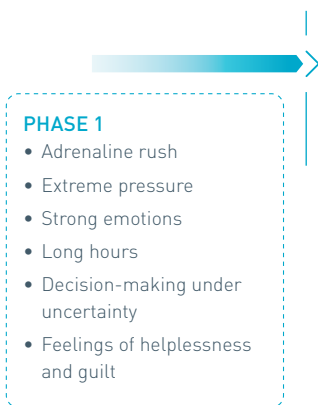 PHASE 1
• Adrenaline rush
• Extreme pressure
• Strong emotions
• Long hours
• Decision-making under
uncertainty
• Feelings of helplessness
and guilt